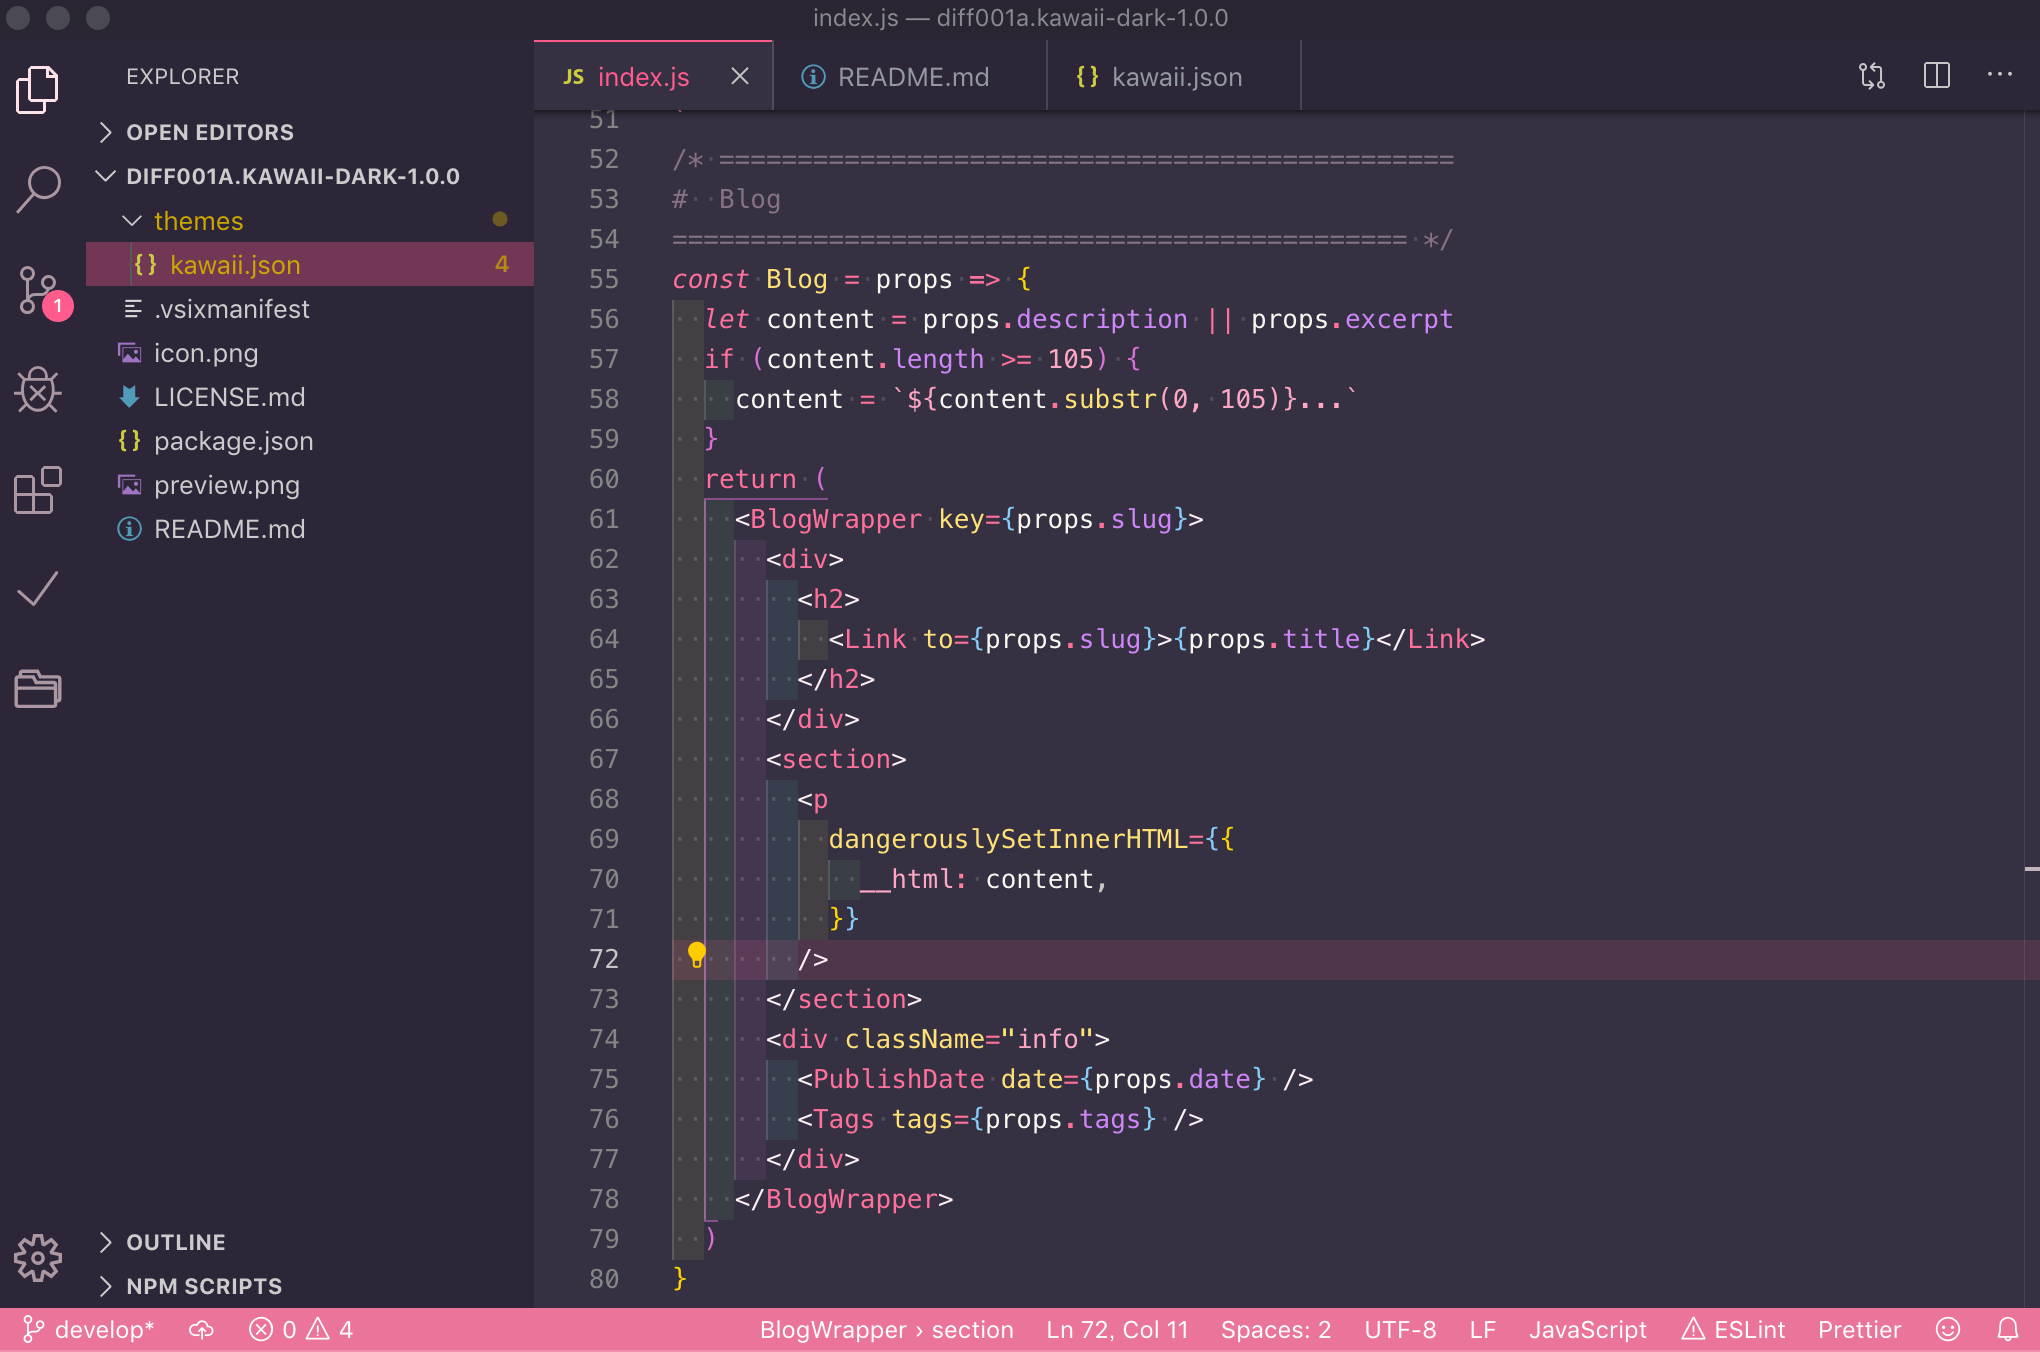 index.js — diff001a.kawaii-dark-1.0.0
EXPLORER
OPEN EDITORS
DIFF001A.KAWAII-DARK-1.0.0
themes
{} kawaii.json 4
.vsixmanifest
icon.png
LICENSE.md
{} package.json
preview.png
README.md
1
OUTLINE
NPM SCRIPTS
JS index.js
README.md
{} kawaii.json
51
52 /* ===============================================
53 #  Blog
54 =============================================== */
55 const Blog = props => {
56   let content = props.description || props.excerpt
57   if (content.length >= 105) {
58     content = `${content.substr(0, 105)}...`
59   }
60   return (
61     <BlogWrapper key={props.slug}>
62       <div>
63         <h2>
64           <Link to={props.slug}>{props.title}</Link>
65         </h2>
66       </div>
67       <section>
68         <p
69           dangerouslySetInnerHTML={{
70             __html: content,
71           }}
72         />
73       </section>
74       <div className="info">
75         <PublishDate date={props.date} />
76         <Tags tags={props.tags} />
77       </div>
78     </BlogWrapper>
79   )
80 }
develop* 0 4 BlogWrapper › section Ln 72, Col 11 Spaces: 2 UTF-8 LF JavaScript ESLint Prettier